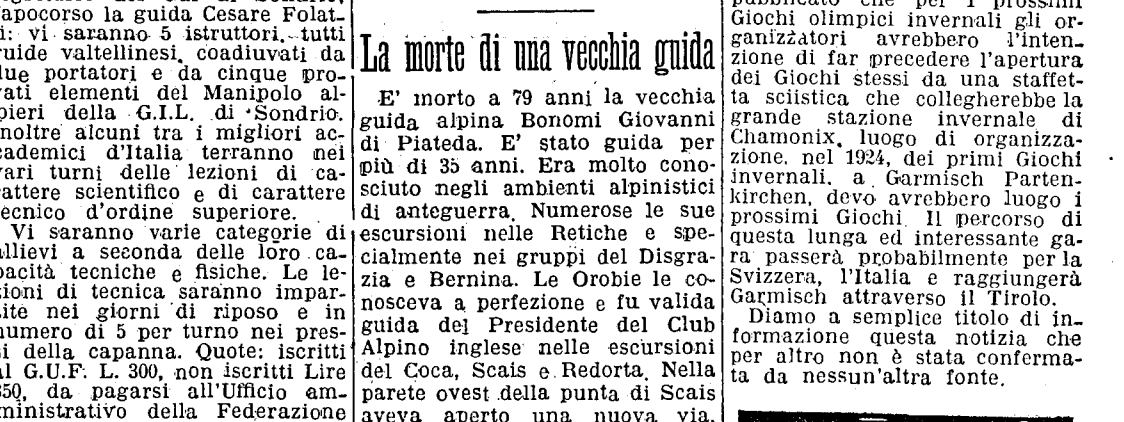 capocorso la guida Cesare Folat-
i: vi saranno 5 istruttori, tutti
guide valtellinesi, coadiuvati da
due portatori e da cinque pro-
vati elementi del Manipolo al-
pieri della G.I.L. di Sondrio.
Inoltre alcuni tra i migliori ac-
cademici d'Italia terranno nei
vari turni delle lezioni di ca-
rattere scientifico e di carattere
tecnico d'ordine superiore.
Vi saranno varie categorie di
allievi a seconda delle loro ca-
pacità tecniche e fisiche. Le le-
zioni di tecnica saranno impar-
tite nei giorni di riposo e in
numero di 5 per turno nei pres-
si della capanna. Quote: iscritti
al G.U.F. L. 300, non iscritti Lire
350, da pagarsi all'Ufficio am-
ministrativo della Federazione
La morte di una vecchia guida
E' morto a 79 anni la vecchia
guida alpina Bonomi Giovanni
di Piateda. E' stato guida per
più di 35 anni. Era molto cono-
sciuto negli ambienti alpinistici
di anteguerra. Numerose le sue
escursioni nelle Retiche e spe-
cialmente nei gruppi del Disgra-
zia e Bernina. Le Orobie le co-
nosceva a perfezione e fu valida
guida del Presidente del Club
Alpino inglese nelle escursioni
del Coca, Scais e Redorta. Nella
parete ovest della punta di Scais
aveva aperto una nuova via.
pubblicato che per i prossimi
Giochi olimpici invernali gli or-
ganizzatori avrebbero l'inten-
zione di far precedere l'apertura
dei Giochi stessi da una staffet-
ta sciistica che collegherebbe la
grande stazione invernale di
Chamonix, luogo di organizza-
zione, nel 1924, dei primi Giochi
invernali, a Garmisch Parten-
kirchen, devo avrebbero luogo i
prossimi Giochi. Il percorso di
questa lunga ed interessante ga-
ra passerà probabilmente per la
Svizzera, l'Italia e raggiungerà
Garmisch attraverso il Tirolo.
Diamo a semplice titolo di in-
formazione questa notizia che
per altro non è stata conferma-
ta da nessun'altra fonte.